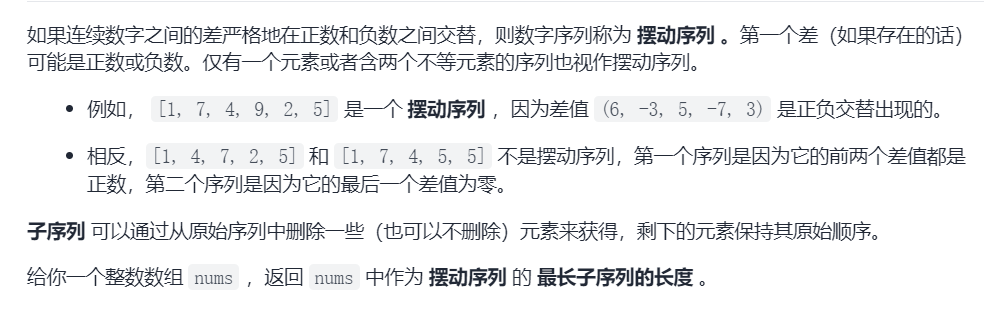 如果连续数字之间的差严格地在正数和负数之间交替，则数字序列称为 摆动序列 。第一个差（如果存在的话）
可能是正数或负数。仅有一个元素或者含两个不等元素的序列也视作摆动序列。
• 例如， [1, 7, 4, 9, 2, 5] 是一个 摆动序列 ，因为差值 (6, -3, 5, -7, 3) 是正负交替出现的。
• 相反，[1, 4, 7, 2, 5] 和 [1, 7, 4, 5, 5] 不是摆动序列，第一个序列是因为它的前两个差值都是
正数，第二个序列是因为它的最后一个差值为零。
子序列 可以通过从原始序列中删除一些（也可以不删除）元素来获得，剩下的元素保持其原始顺序。
给你一个整数数组 nums ，返回 nums 中作为 摆动序列 的 最长子序列的长度 。